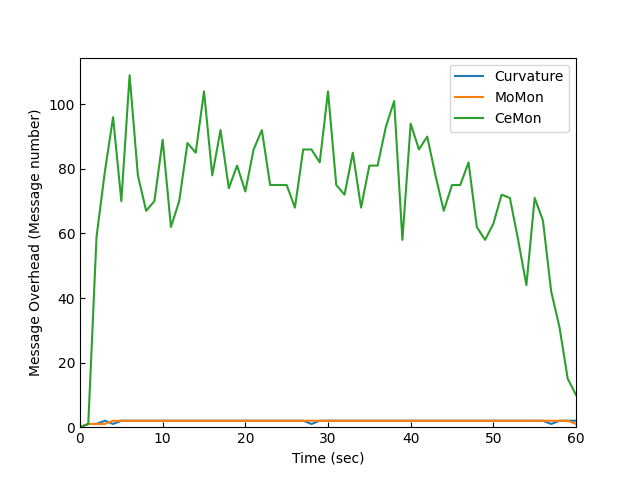 Curvature
MoMon
CeMon
Message Overhead (Message number)
100
80
60
40
20
0
0 10 20 30 40 50 60
Time (sec)